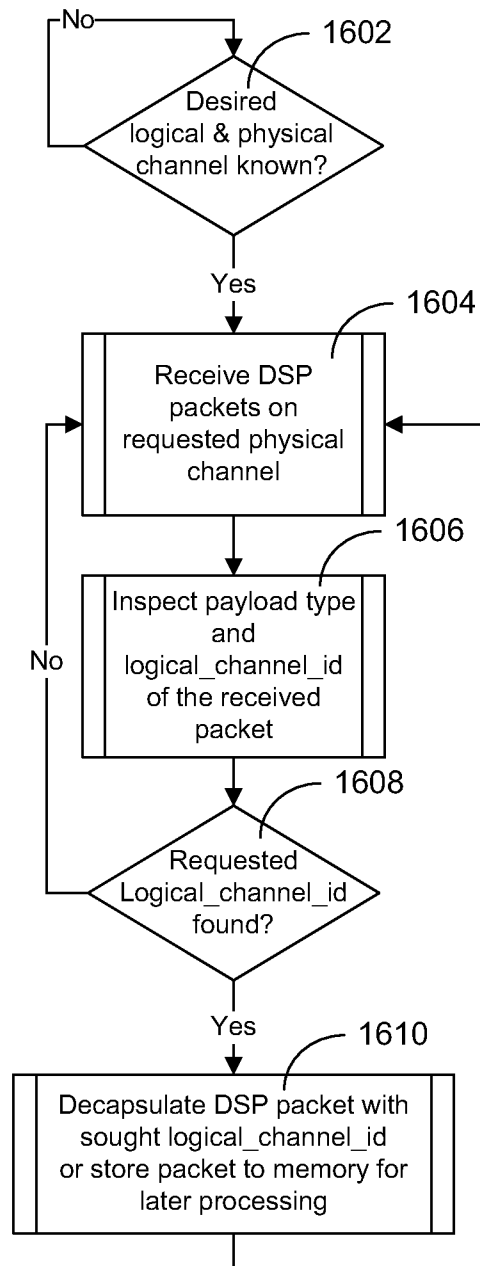 No
1602
Desired
logical & physical
channel known?
Yes
1604
Receive DSP
packets on
requested physical
channel
1606
Inspect payload type
and
logical_channel_id
of the received
packet
No
1608
Requested
Logical_channel_id
found?
Yes
1610
Decapsulate DSP packet with
sought logical_channel_id
or store packet to memory for
later processing